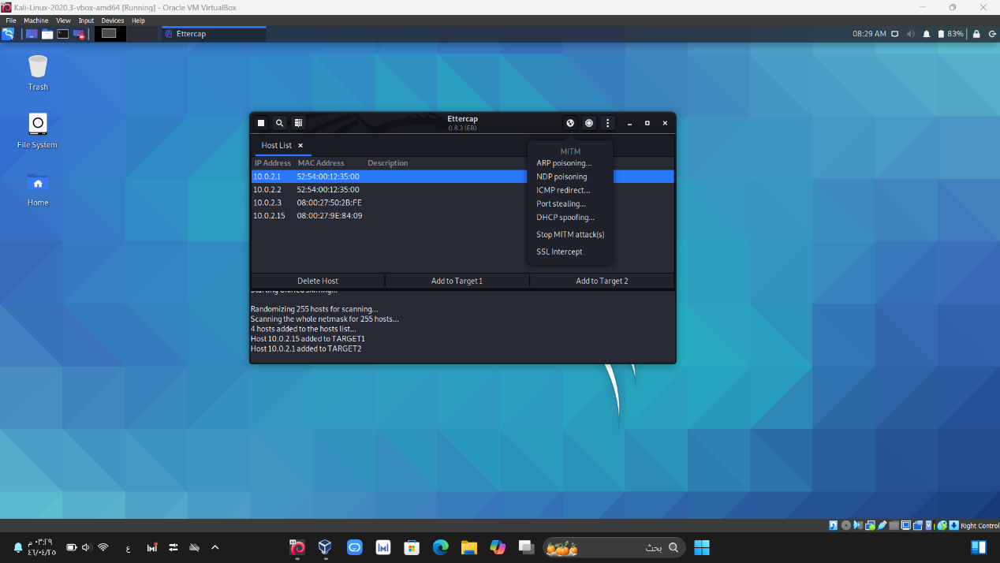 Kali-Linux-2020.3-vbox-amd64 [Running] - Oracle VM VirtualBox
File Machine View Input Devices Help
Ettercap
08:29 AM 83%
Trash
File System
Home
Ettercap
0.8.3 (EB)
Host List
IP Address MAC Address Description
10.0.2.1 52:54:00:12:35:00
10.0.2.2 52:54:00:12:35:00
10.0.2.3 08:00:27:50:2B:FE
10.0.2.15 08:00:27:9E:84:09
MITM
ARP poisoning...
NDP poisoning
ICMP redirect...
Port stealing...
DHCP spoofing...
Stop MITM attack(s)
SSL Intercept
Delete Host Add to Target 1 Add to Target 2
Randomizing 255 hosts for scanning...
Scanning the whole netmask for 255 hosts...
4 hosts added to the hosts list...
Host 10.0.2.15 added to TARGET1
Host 10.0.2.1 added to TARGET2
Right Control
٠٣:٢٩ م
٤٦/٠٤/٢٥
ع
بحث